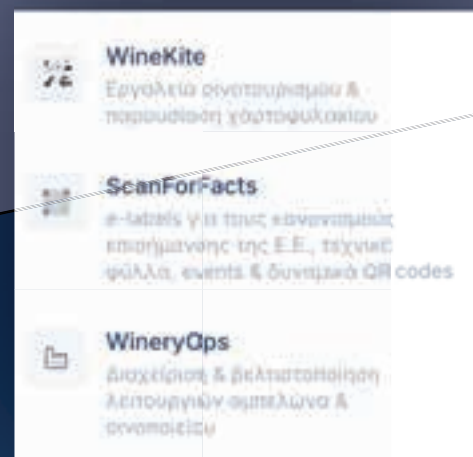 WineKite
Εργαλεία οινοτουρισμού &
παρουσίαση χαρτοφυλακίου
ScanForFacts
e-labels για τους κανονισμούς
επισήμανσης της Ε.Ε., τεχνικά
φύλλα, events & δυναμικά QR codes
WineryOps
Διαχείριση & βελτιστοποίηση
λειτουργιών αμπελώνα &
οινοποιείου